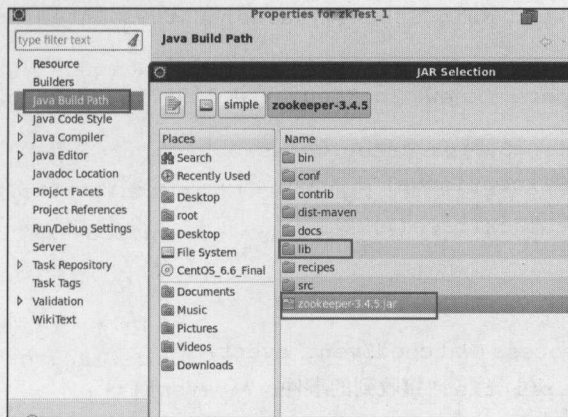 Properties for zkTest_1
type filter text
Java Build Path
Resource
Builders
Java Build Path
Java Code Style
Java Compiler
Java Editor
Javadoc Location
Project Facets
Project References
Run/Debug Settings
Server
Task Repository
Task Tags
Validation
WikiText
JAR Selection
simple
zookeeper-3.4.5
Places
Search
Recently Used
Desktop
root
Desktop
File System
CentOS_6.6_Final
Documents
Music
Pictures
Videos
Downloads
Name
bin
conf
contrib
dist-maven
docs
lib
recipes
src
zookeeper-3.4.5.jar